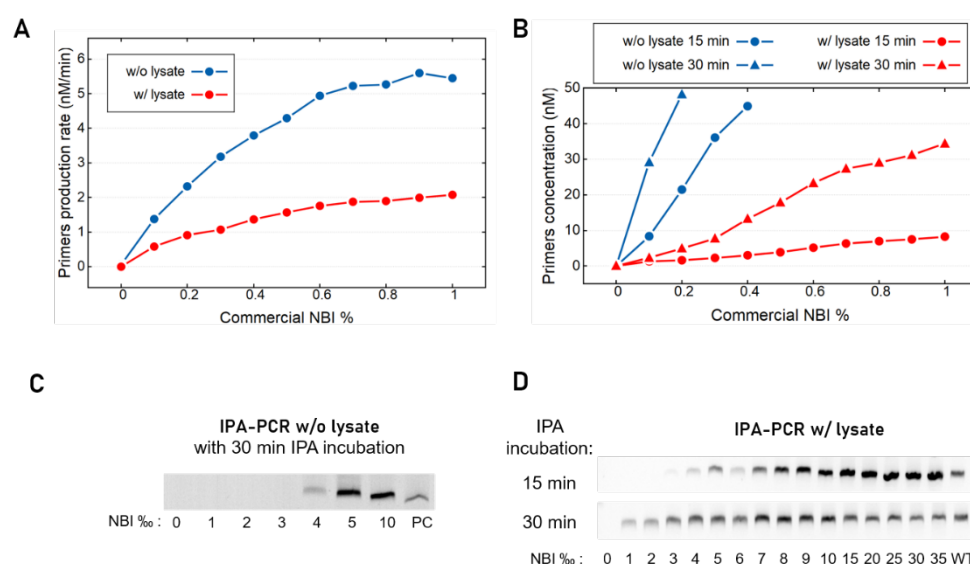 A
Primers production rate (nM/min)
6
5
4
3
2
1
0
w/o lysate
w/ lysate
0 0.2 0.4 0.6 0.8 1
Commercial NBI %
B
w/o lysate 15 min w/ lysate 15 min
w/o lysate 30 min w/ lysate 30 min
Primers concentration (nM)
50
40
30
20
10
0
0 0.2 0.4 0.6 0.8 1
Commercial NBI %
C
IPA-PCR w/o lysate
with 30 min IPA incubation
NBI ‰ : 0 1 2 3 4 5 10 PC
D
IPA
incubation:
IPA-PCR w/ lysate
15 min
30 min
NBI ‰ : 0 1 2 3 4 5 6 7 8 9 10 15 20 25 30 35 WT